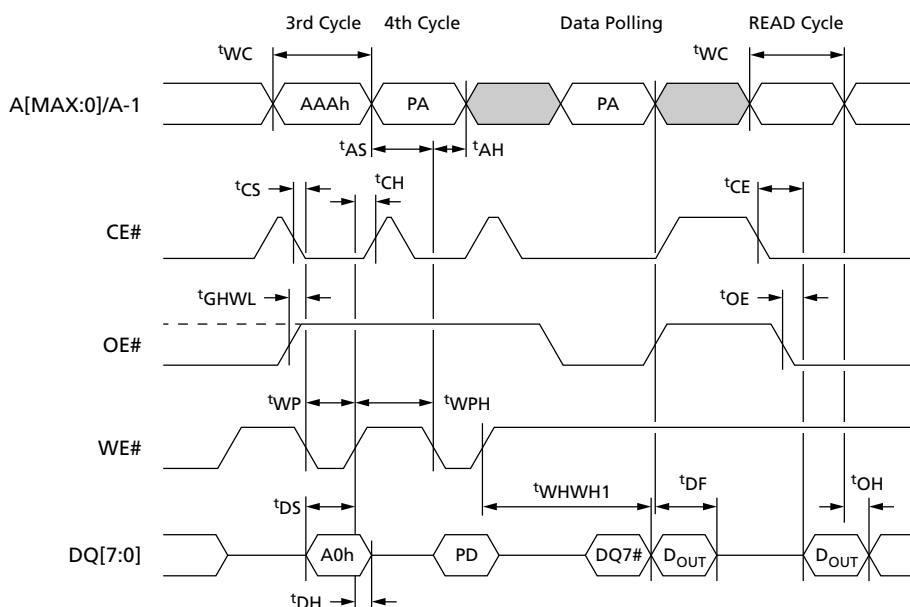 3rd Cycle 4th Cycle Data Polling READ Cycle
tWC tWC
A[MAX:0]/A-1 AAAh PA PA
tAS tAH
tCS tCH tCE
CE#
tGHWL tOE
OE#
tWP tWPH
WE#
tWHWH1 tDF tOH
tDS
DQ[7:0] A0h PD DQ7# DOUT DOUT
tDH